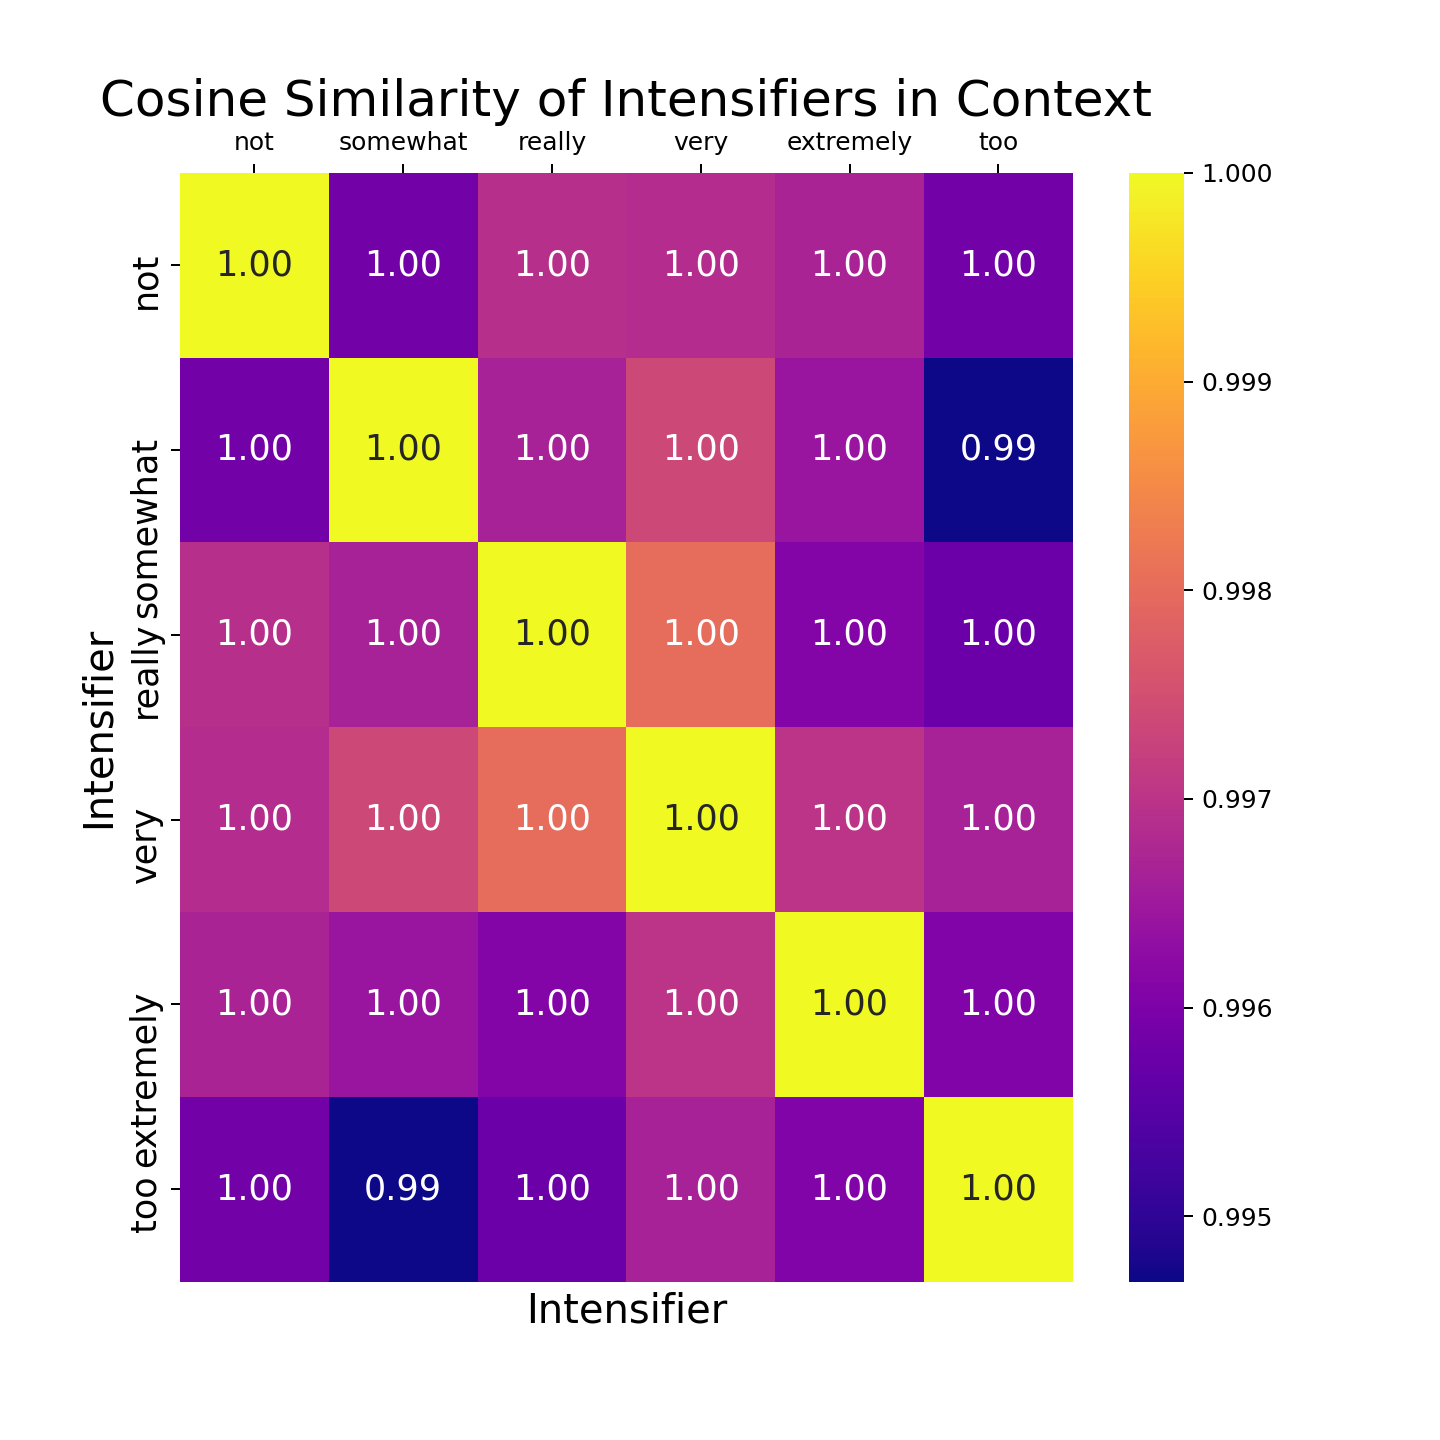 Cosine Similarity of Intensifiers in Context
not somewhat really very extremely too
not 1.00 1.00 1.00 1.00 1.00 1.00
somewhat 1.00 1.00 1.00 1.00 1.00 0.99
really 1.00 1.00 1.00 1.00 1.00 1.00
very 1.00 1.00 1.00 1.00 1.00 1.00
extremely 1.00 1.00 1.00 1.00 1.00 1.00
too 1.00 0.99 1.00 1.00 1.00 1.00
Intensifier
Intensifier
1.000
0.999
0.998
0.997
0.996
0.995